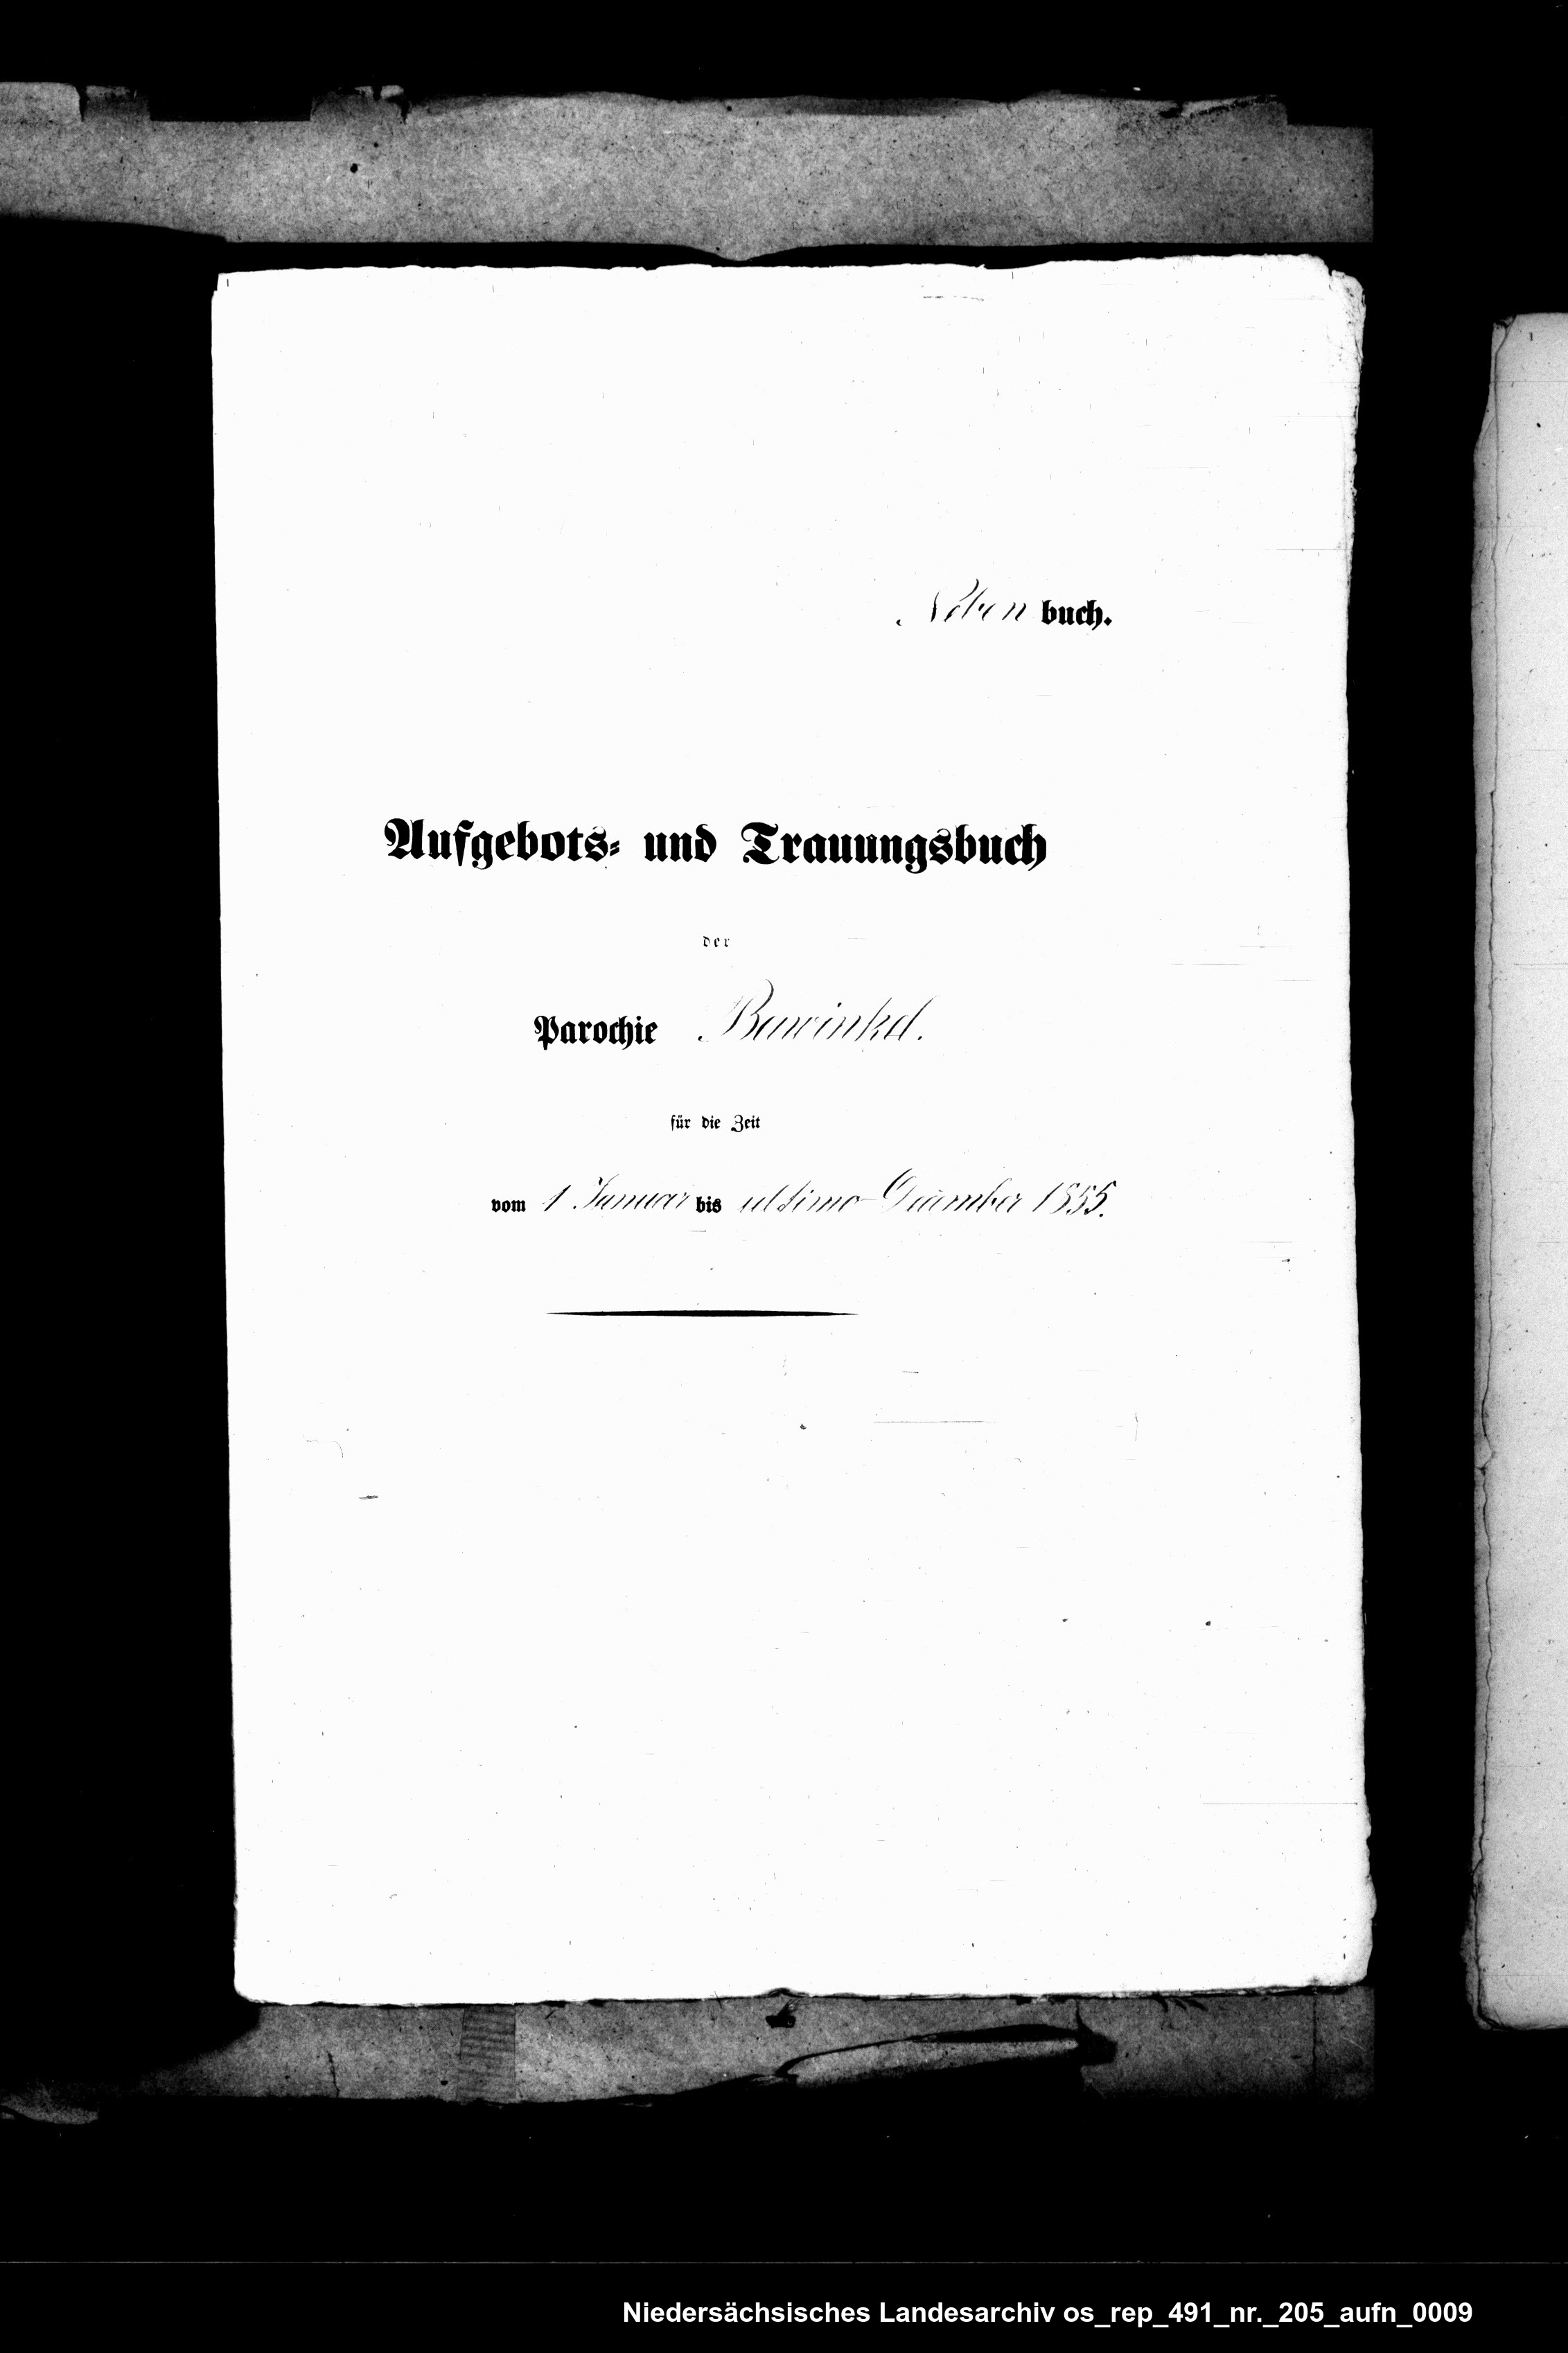 Neben buch.
Aufgebots- und Trauungsbuch
der
Parochie Bawinkel.
für die Zeit
vom 1 Januar bis ultimo December 1855.
Niedersächsisches Landesarchiv os_rep_491_nr._205_aufn_0009